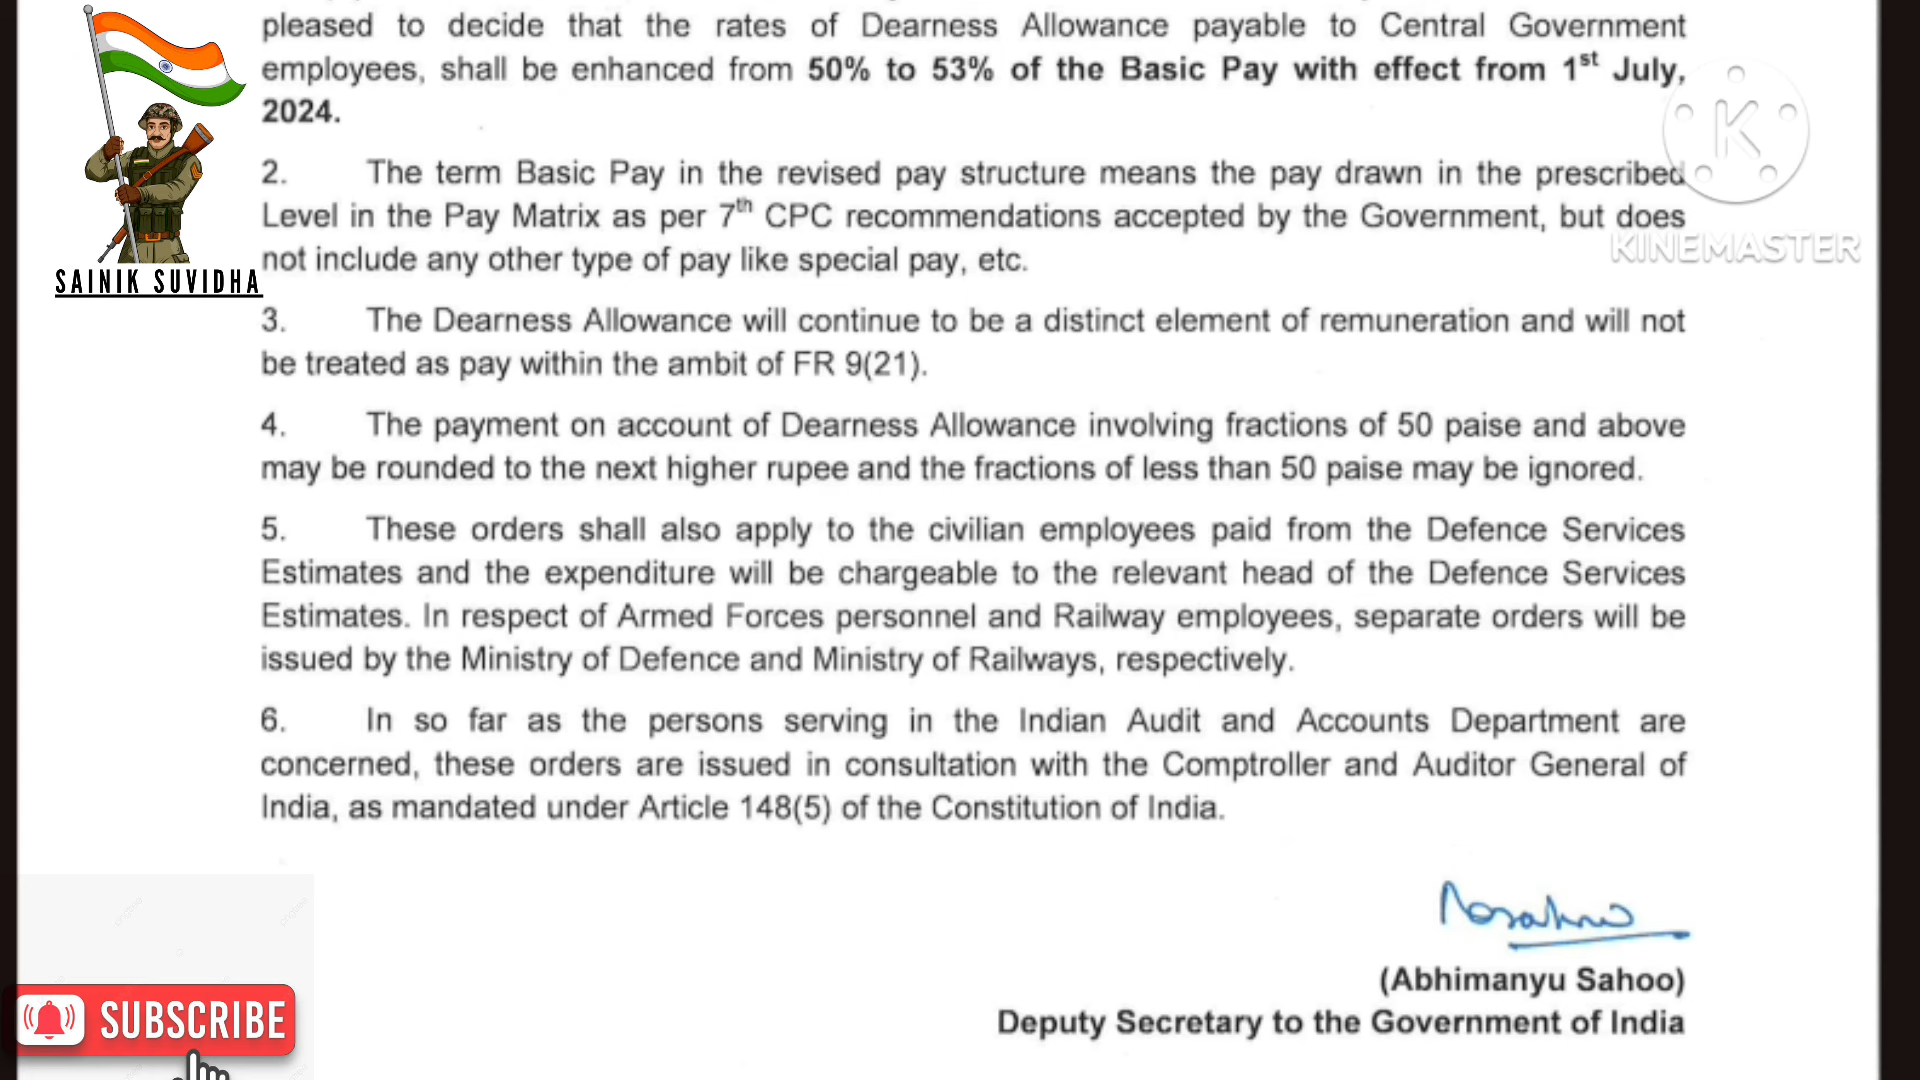 pleased to decide that the rates of Dearness Allowance payable to Central Government
employees, shall be enhanced from 50% to 53% of the Basic Pay with effect from 1st July,
2024.
2. The term Basic Pay in the revised pay structure means the pay drawn in the prescribed
Level in the Pay Matrix as per 7th CPC recommendations accepted by the Government, but does
not include any other type of pay like special pay, etc.
3. The Dearness Allowance will continue to be a distinct element of remuneration and will not
be treated as pay within the ambit of FR 9(21).
4. The payment on account of Dearness Allowance involving fractions of 50 paise and above
may be rounded to the next higher rupee and the fractions of less than 50 paise may be ignored.
5. These orders shall also apply to the civilian employees paid from the Defence Services
Estimates and the expenditure will be chargeable to the relevant head of the Defence Services
Estimates. In respect of Armed Forces personnel and Railway employees, separate orders will be
issued by the Ministry of Defence and Ministry of Railways, respectively.
6. In so far as the persons serving in the Indian Audit and Accounts Department are
concerned, these orders are issued in consultation with the Comptroller and Auditor General of
India, as mandated under Article 148(5) of the Constitution of India.
(Abhimanyu Sahoo)
Deputy Secretary to the Government of India
SAINIK SUVIDHA
K
KINEMASTER
SUBSCRIBE